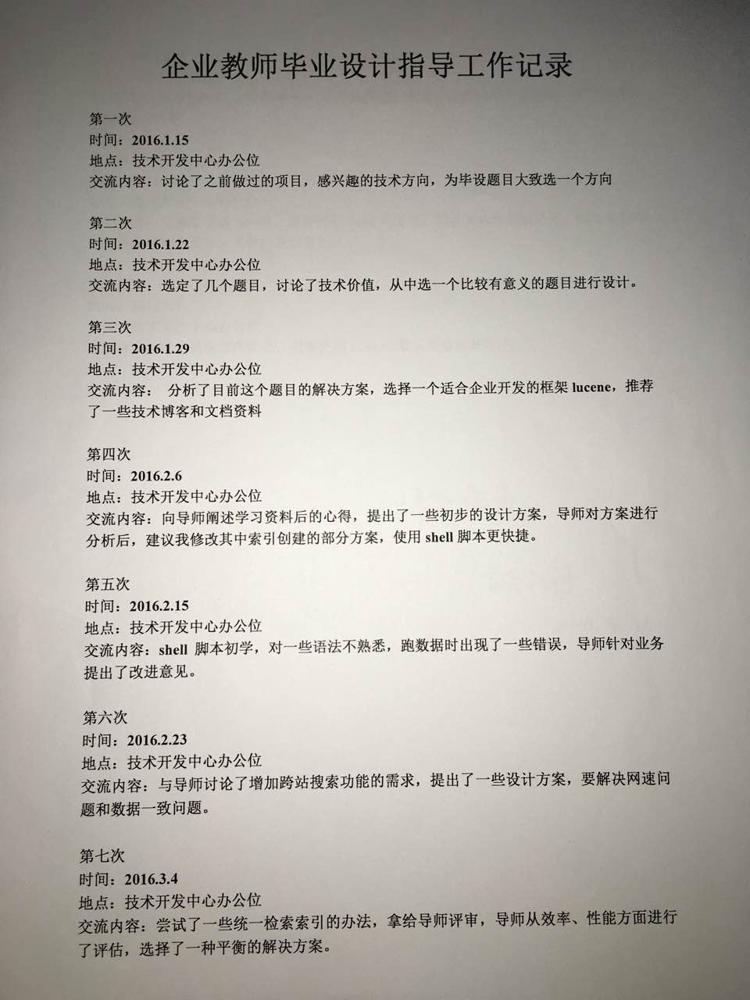 企业教师毕业设计指导工作记录
第一次
时间：2016.1.15
地点：技术开发中心办公位
交流内容：讨论了之前做过的项目，感兴趣的技术方向，为毕设题目大致选一个方向
第二次
时间：2016.1.22
地点：技术开发中心办公位
交流内容：选定了几个题目，讨论了技术价值，从中选一个比较有意义的题目进行设计。
第三次
时间：2016.1.29
地点：技术开发中心办公位
交流内容： 分析了目前这个题目的解决方案，选择一个适合企业开发的框架 lucene，推荐
了一些技术博客和文档资料
第四次
时间：2016.2.6
地点：技术开发中心办公位
交流内容：向导师阐述学习资料后的心得，提出了一些初步的设计方案，导师对方案进行
分析后，建议我修改其中索引创建的部分方案，使用 shell 脚本更快捷。
第五次
时间：2016.2.15
地点：技术开发中心办公位
交流内容：shell 脚本初学，对一些语法不熟悉，跑数据时出现了一些错误，导师针对业务
提出了改进意见。
第六次
时间：2016.2.23
地点：技术开发中心办公位
交流内容：与导师讨论了增加跨站搜索功能的需求，提出了一些设计方案，要解决网速问
题和数据一致问题。
第七次
时间：2016.3.4
地点：技术开发中心办公位
交流内容：尝试了一些统一检索索引的办法，拿给导师评审，导师从效率、性能方面进行
了评估，选择了一种平衡的解决方案。